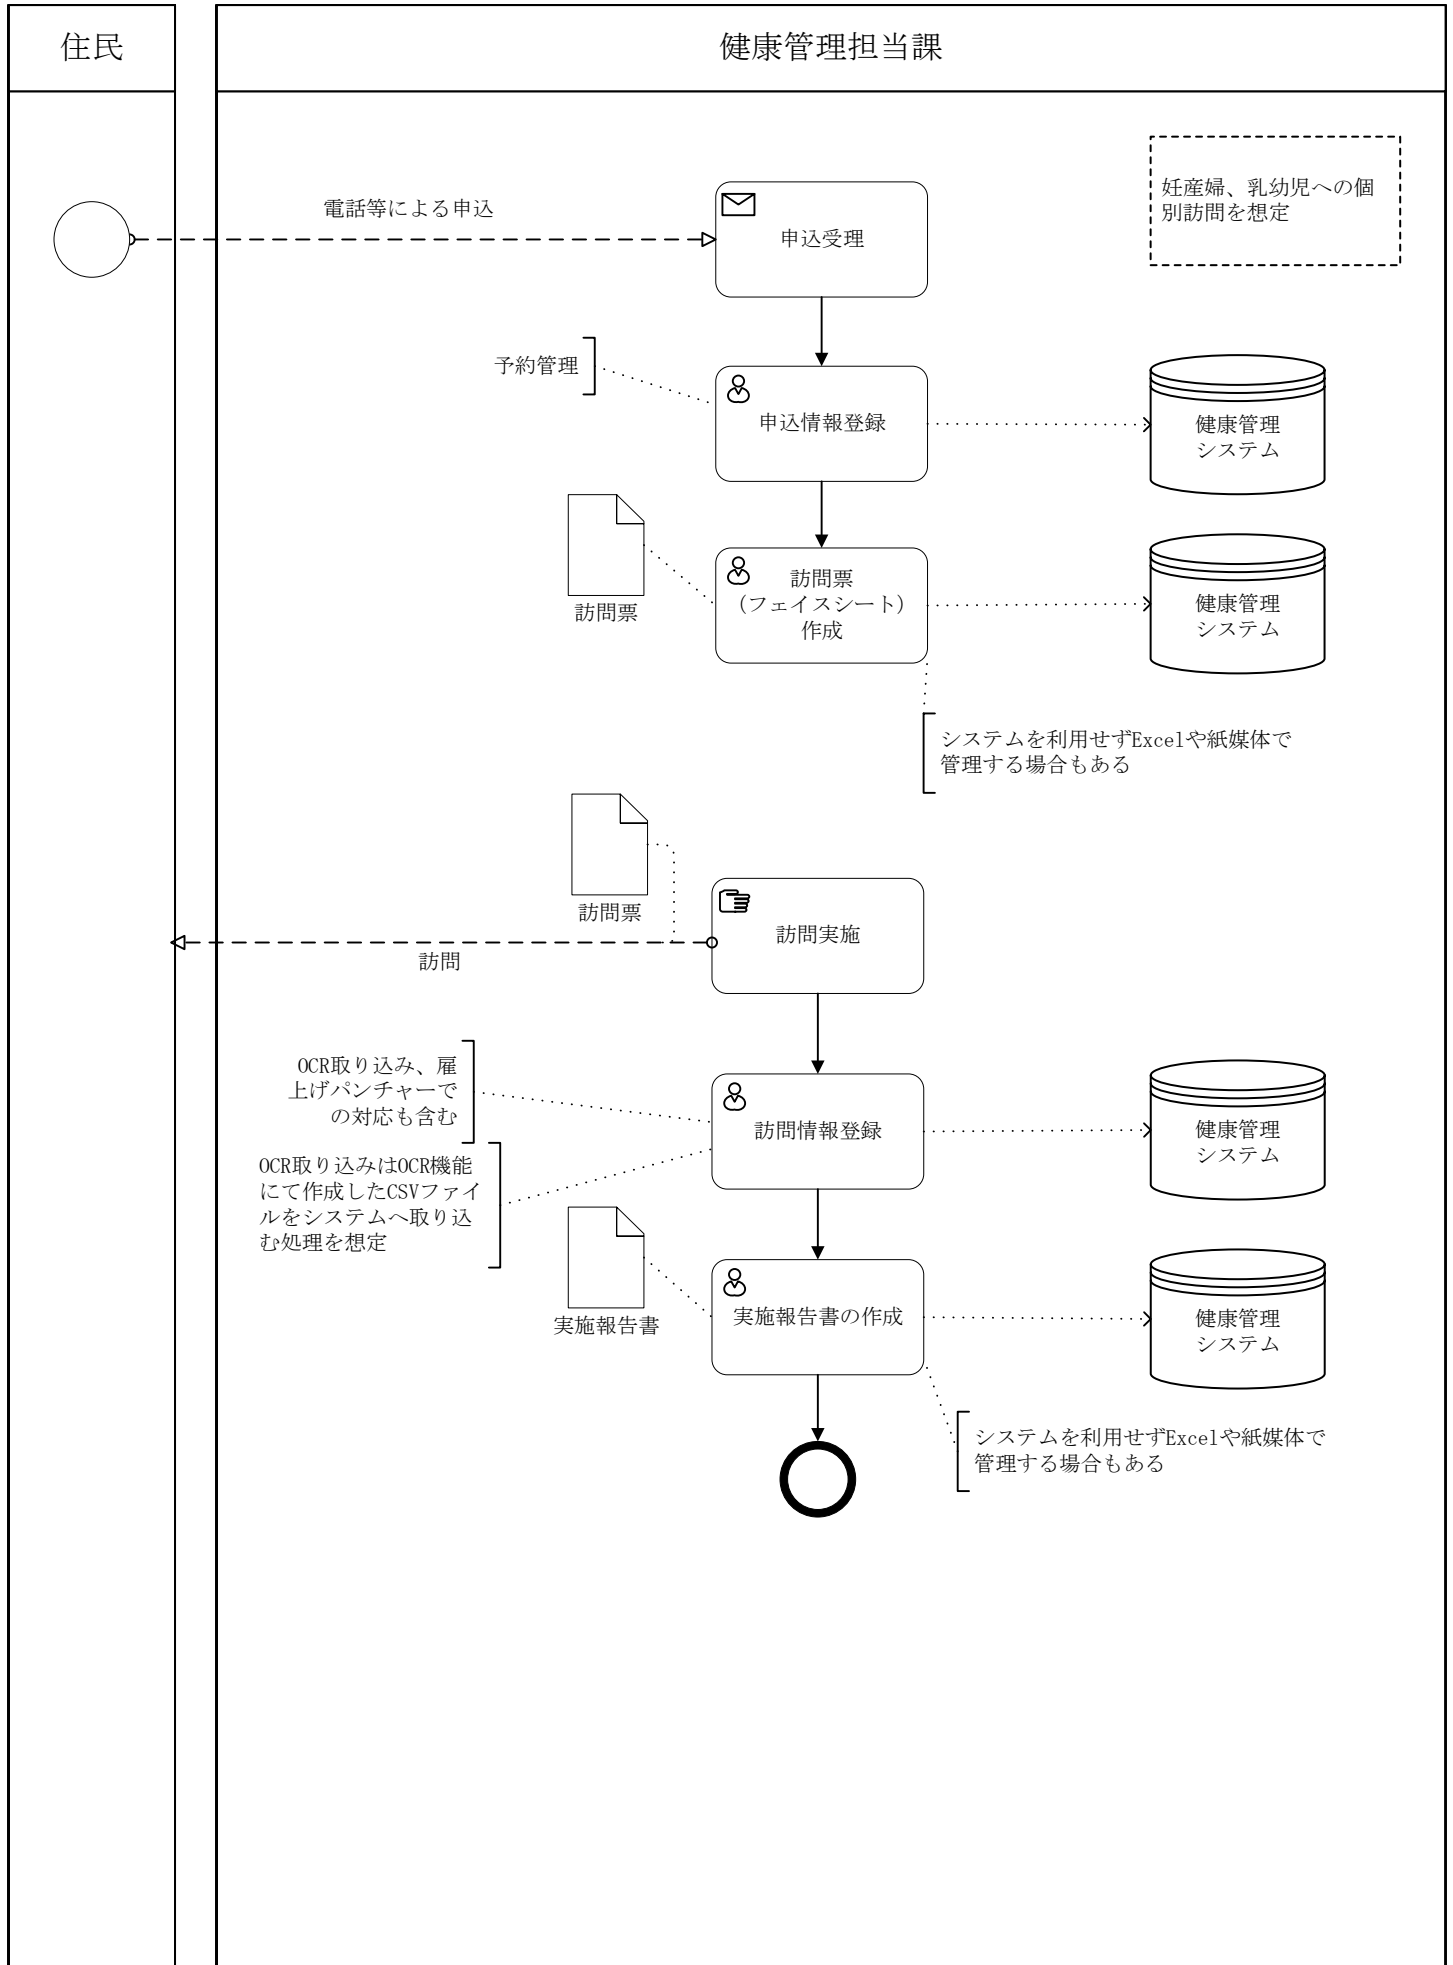 住民
健康管理担当課
妊産婦、乳幼児への個
別訪問を想定
電話等による申込
申込受理
予約管理
申込情報登録
健康管理
システム
訪問票
訪問票
（フェイスシート）
作成
健康管理
システム
システムを利用せずExcelや紙媒体で
管理する場合もある
訪問票
訪問実施
訪問
OCR取り込み、雇
上げパンチャーで
の対応も含む
訪問情報登録
健康管理
システム
OCR取り込みはOCR機能
にて作成したCSVファイ
ルをシステムへ取り込
む処理を想定
実施報告書
実施報告書の作成
健康管理
システム
システムを利用せずExcelや紙媒体で
管理する場合もある